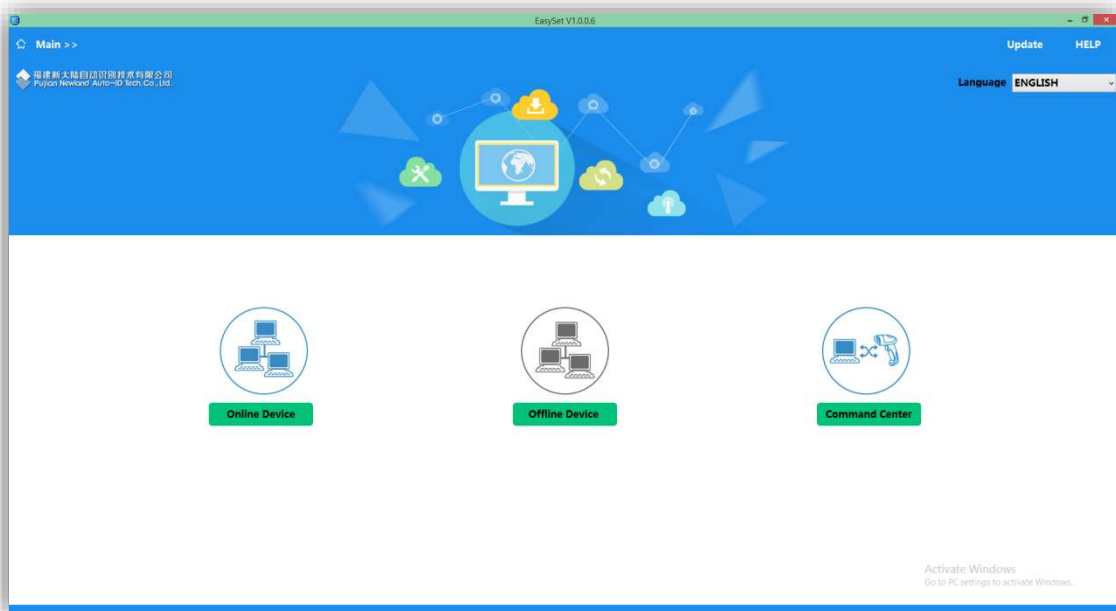 EasySet V1.0.0.6
Main >>
Update
HELP
福建新大陆自动识别技术有限公司
Fujian Newland Auto-ID Tech.Co.,Ltd.
Language
ENGLISH
Online Device
Offline Device
Command Center
Activate Windows
Go to PC settings to activate Windows.